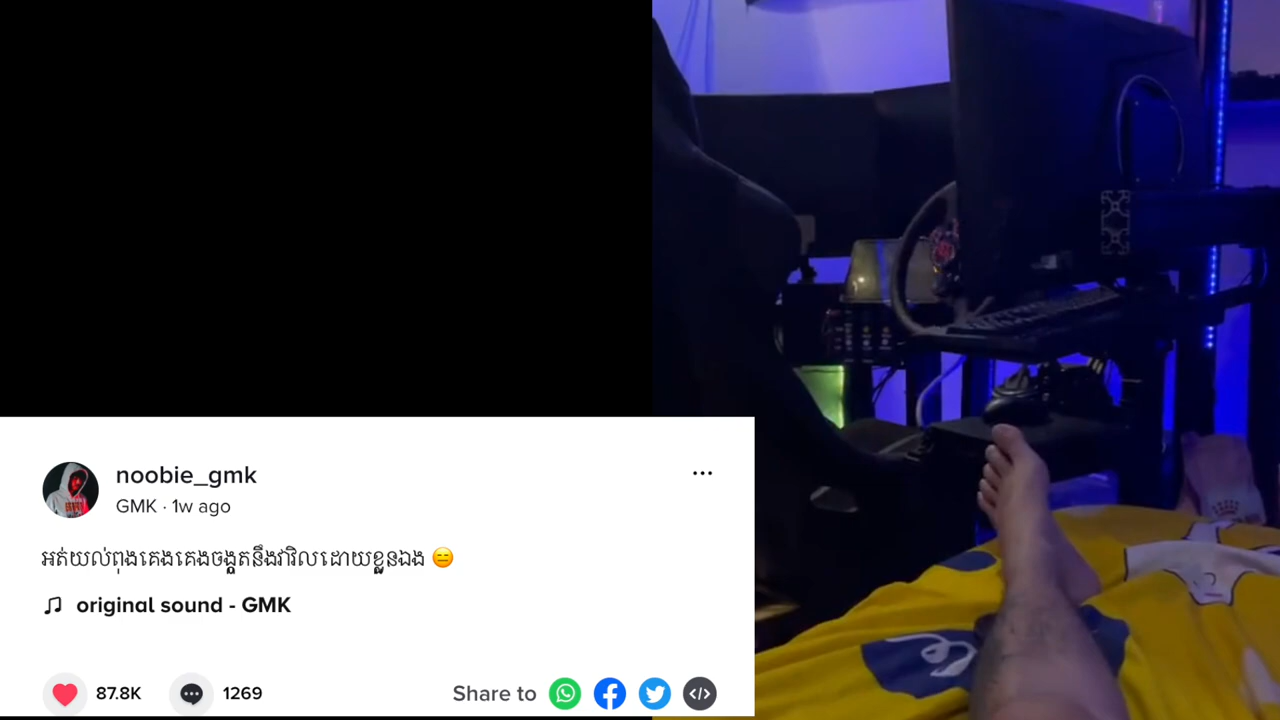 noobie_gmk
GMK · 1w ago
អត់យល់ពុងគេងគេងចង្កូតនឹងវាវិលដោយខ្លួនឯង 😑
original sound - GMK
87.8K
1269
Share to